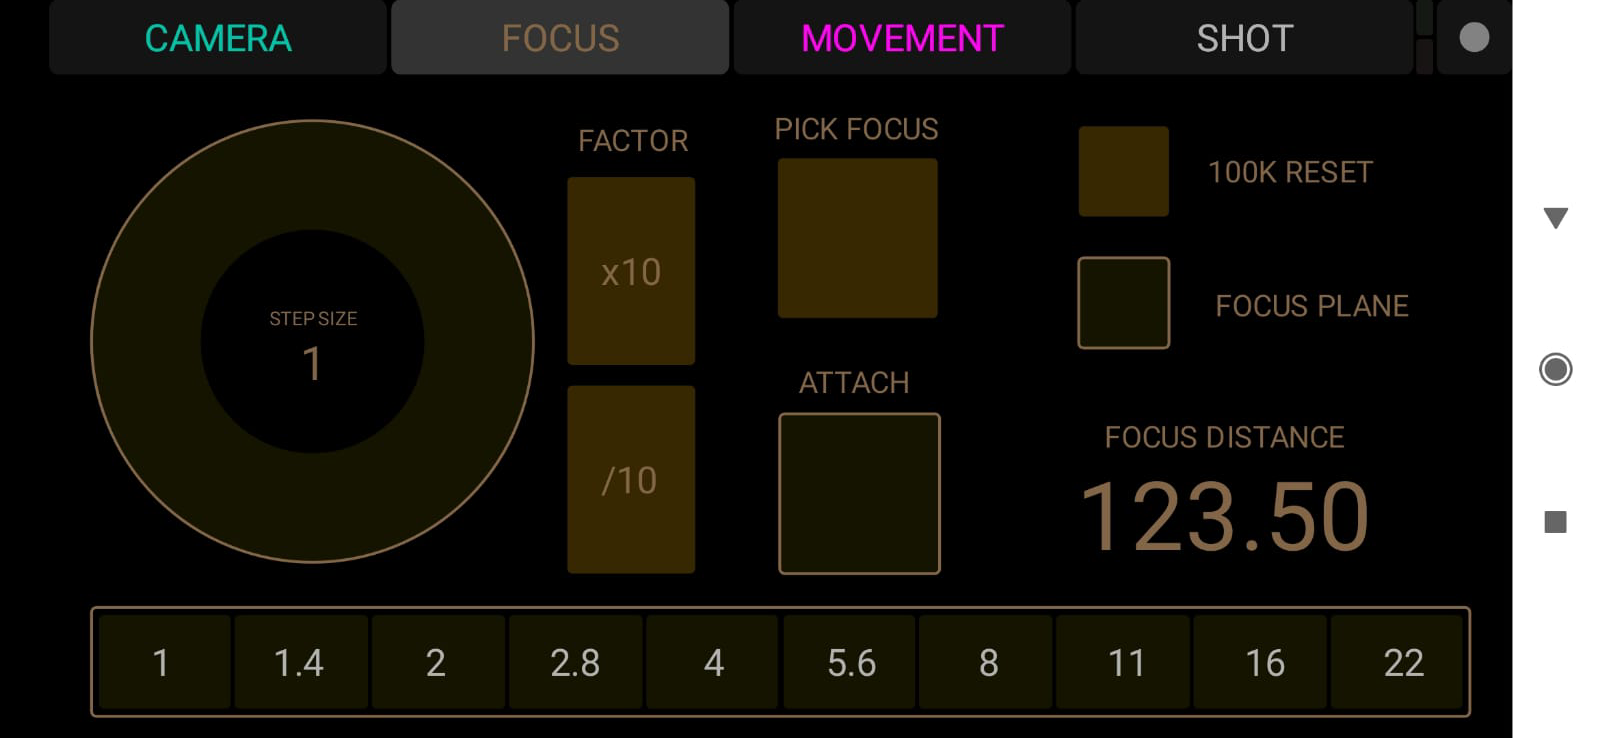 CAMERA
FOCUS
MOVEMENT
SHOT
STEP SIZE
1
FACTOR
x10
/10
PICK FOCUS
ATTACH
100K RESET
FOCUS PLANE
FOCUS DISTANCE
123.50
1 1.4 2 2.8 4 5.6 8 11 16 22